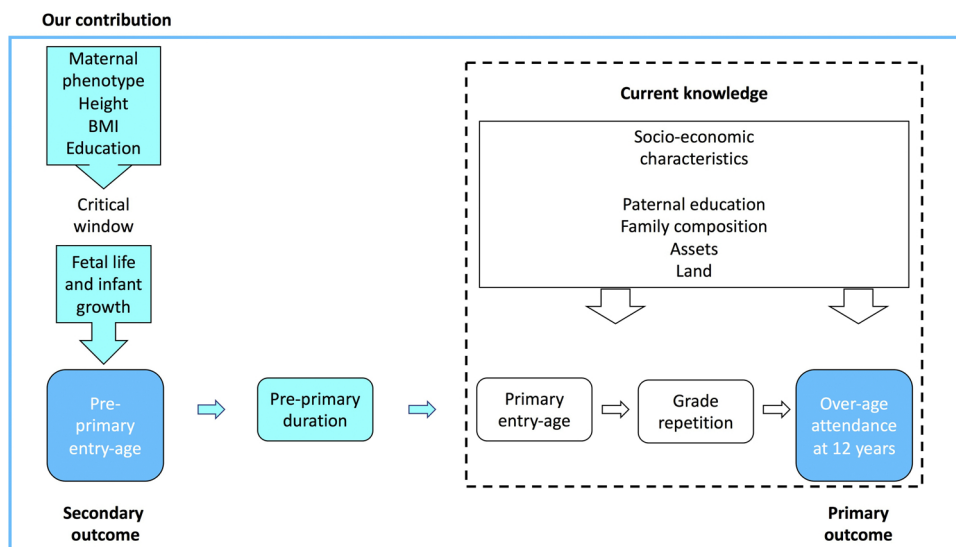 Our contribution
Maternal
phenotype
Height
BMI
Education
Critical
window
Fetal life
and infant
growth
Pre-
primary
entry-age
Secondary
outcome
Pre-primary
duration
Current knowledge
Socio-economic
characteristics
Paternal education
Family composition
Assets
Land
Primary
entry-age
Grade
repetition
Over-age
attendance
at 12 years
Primary
outcome